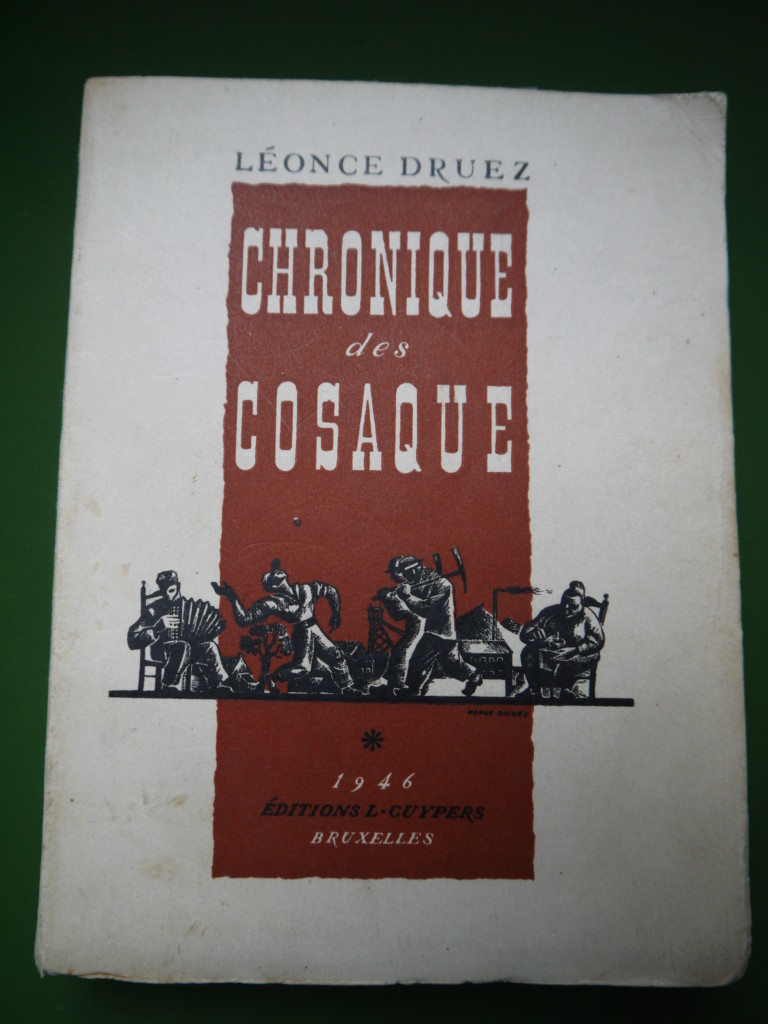 LÉONCE DRUEZ
CHRONIQUE
des
COSAQUE
1946
ÉDITIONS L·CUYPERS
BRUXELLES